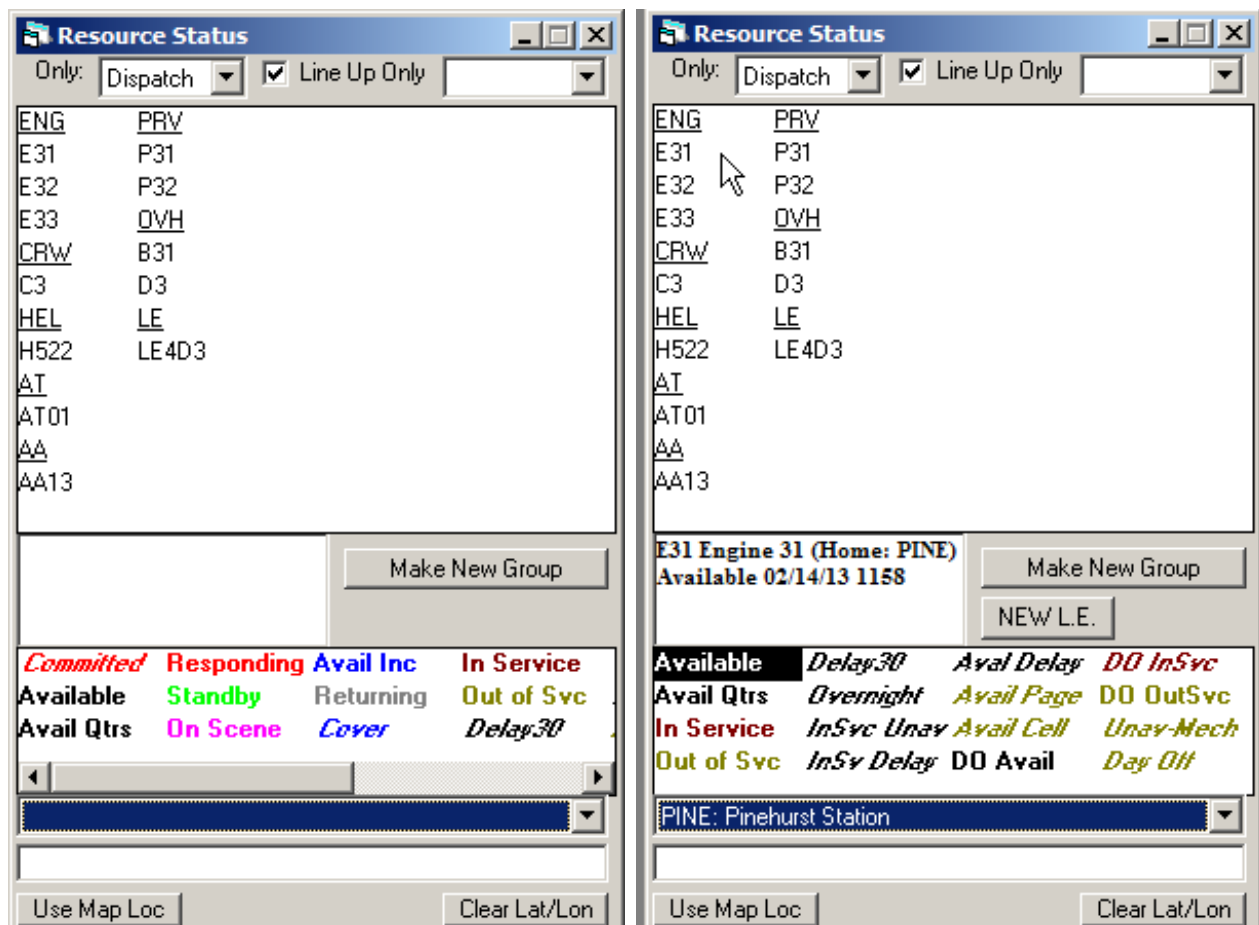 Resource Status
Only: Dispatch Line Up Only
ENG PRV
E31 P31
E32 P32
E33 OVH
CRW B31
C3 D3
HEL LE
H522 LE4D3
AT
AT01
AA
AA13
Make New Group
Committed Responding Avail Inc In Service
Available Standby Returning Out of Svc
Avail Qtrs On Scene Cover Delay30
Use Map Loc Clear Lat/Lon
Resource Status
Only: Dispatch Line Up Only
ENG PRV
E31 P31
E32 P32
E33 OVH
CRW B31
C3 D3
HEL LE
H522 LE4D3
AT
AT01
AA
AA13
E31 Engine 31 (Home: PINE)
Available 02/14/13 1158
Make New Group
NEW L.E.
Available Delay30 Aval Delay DO InSvc
Avail Qtrs Overnight Avail Page DO OutSvc
In Service InSvc Unav Avail Cell Unav-Mech
Out of Svc InSv Delay DO Avail Day Off
PINE: Pinehurst Station
Use Map Loc Clear Lat/Lon